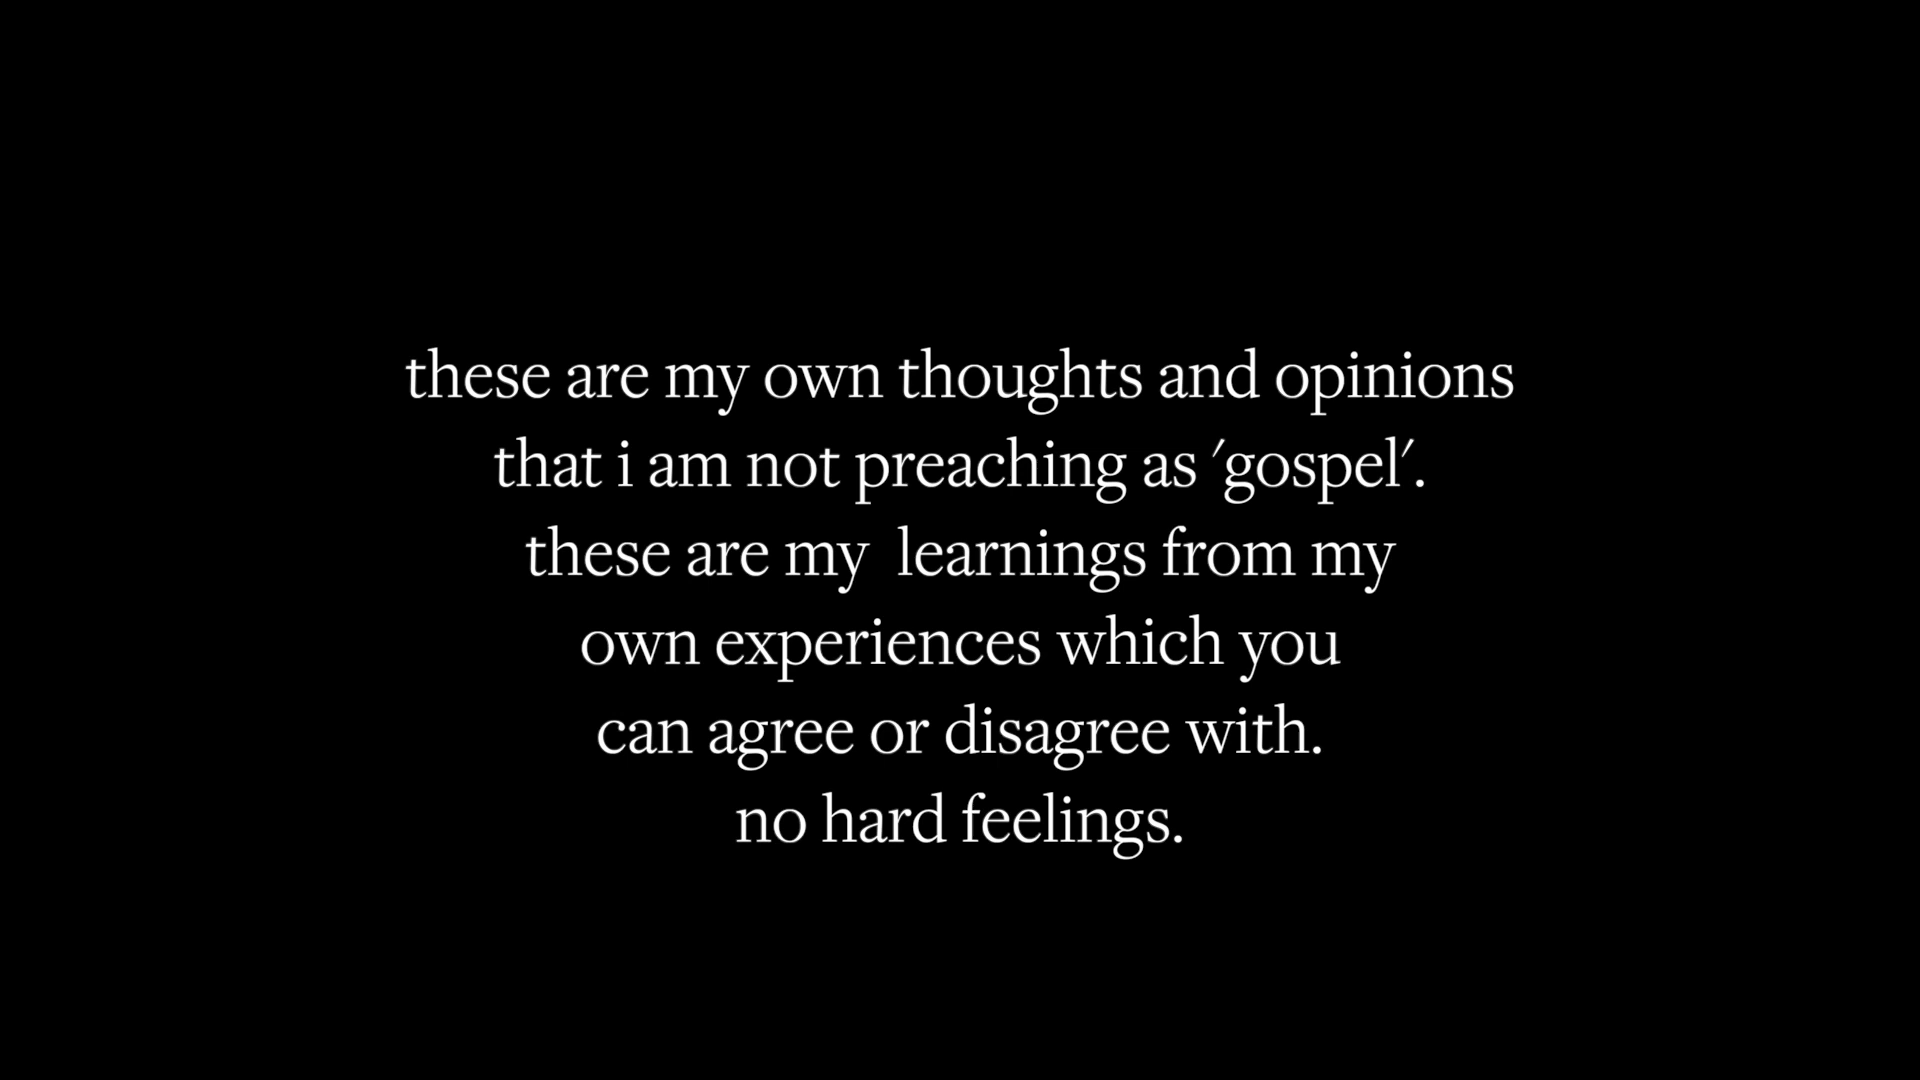 these are my own thoughts and opinions
that i am not preaching as 'gospel'.
these are my  learnings from my
own experiences which you
can agree or disagree with.
no hard feelings.